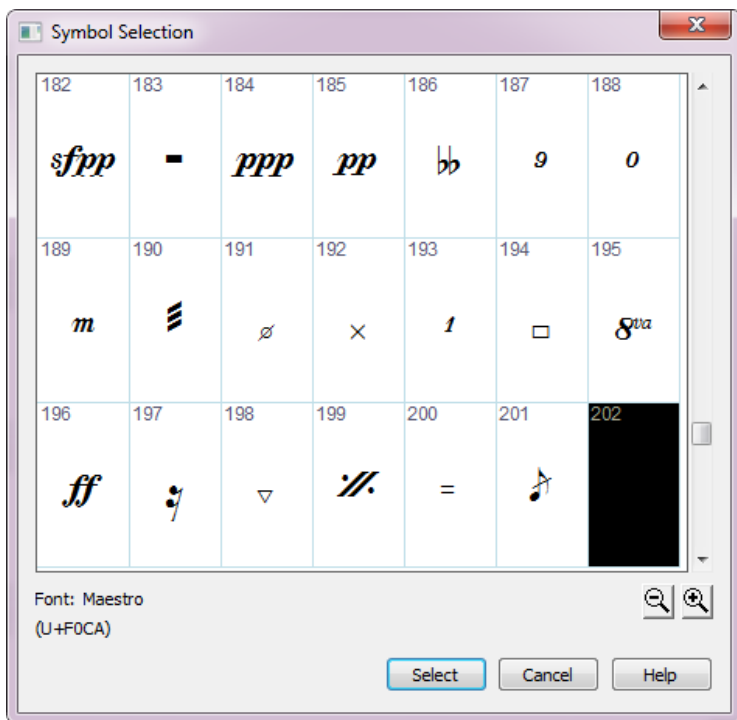 Symbol Selection
182 183 184 185 186 187 188
sfpp ppp pp 𝄫 9 0
189 190 191 192 193 194 195
m 1 8va
196 197 198 199 200 201 202
ff =
Font: Maestro
(U+F0CA)
Select Cancel Help